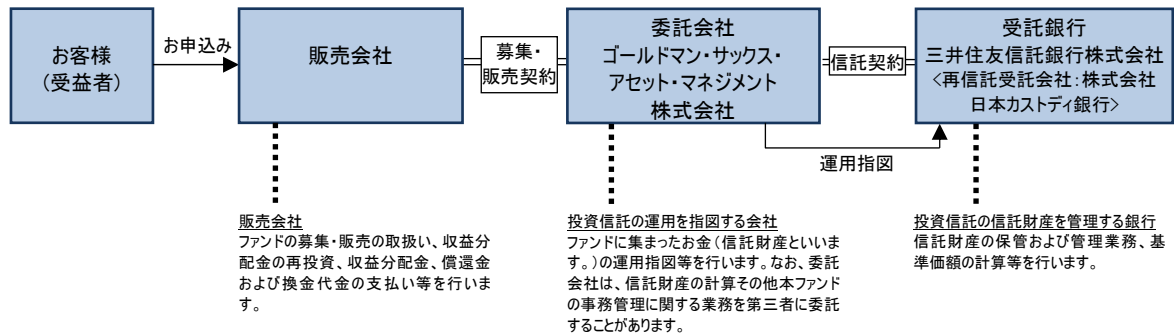 お客様
(受益者)
お申込み
販売会社
募集・
販売契約
委託会社
ゴールドマン・サックス・
アセット・マネジメント
株式会社
信託契約
受託銀行
三井住友信託銀行株式会社
<再信託受託会社:株式会社
日本カストディ銀行>
運用指図
販売会社
ファンドの募集・販売の取扱い、収益分
配金の再投資、収益分配金、償還金
および換金代金の支払い等を行いま
す。
投資信託の運用を指図する会社
ファンドに集まったお金(信託財産といいま
す。)の運用指図等を行います。なお、委託
会社は、信託財産の計算その他本ファンド
の事務管理に関する業務を第三者に委託
することがあります。
投資信託の信託財産を管理する銀行
信託財産の保管および管理業務、基
準価額の計算等を行います。